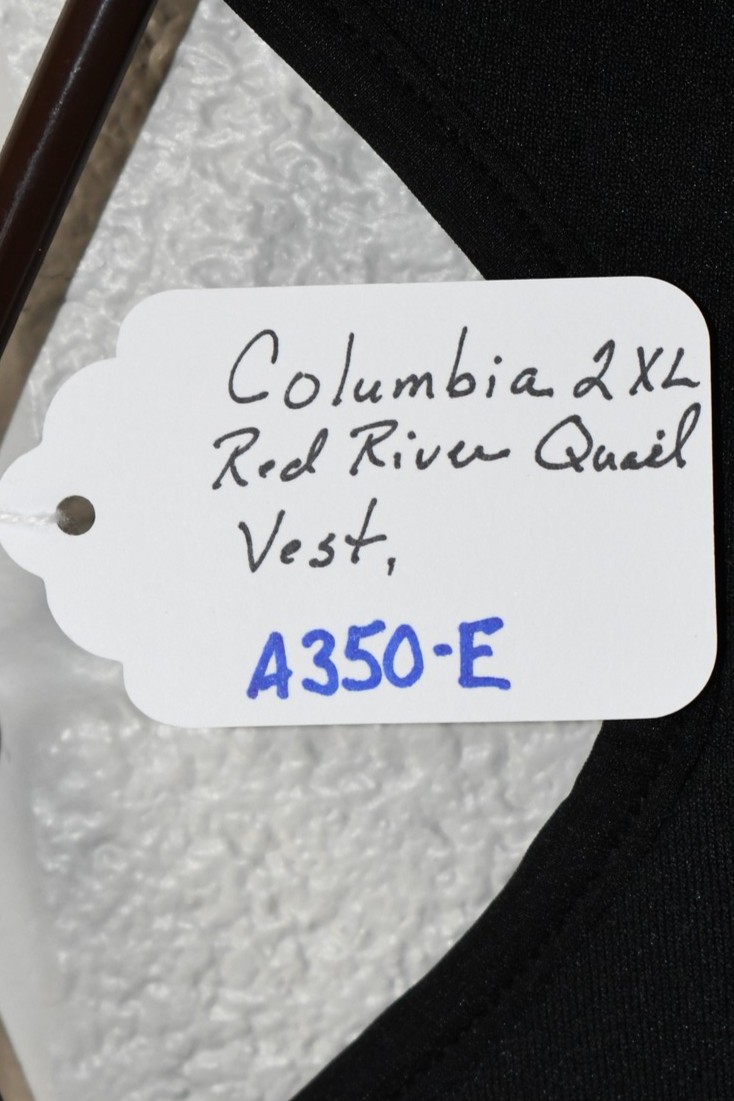 Columbia 2XL
Red River Quail
Vest,
A350-E